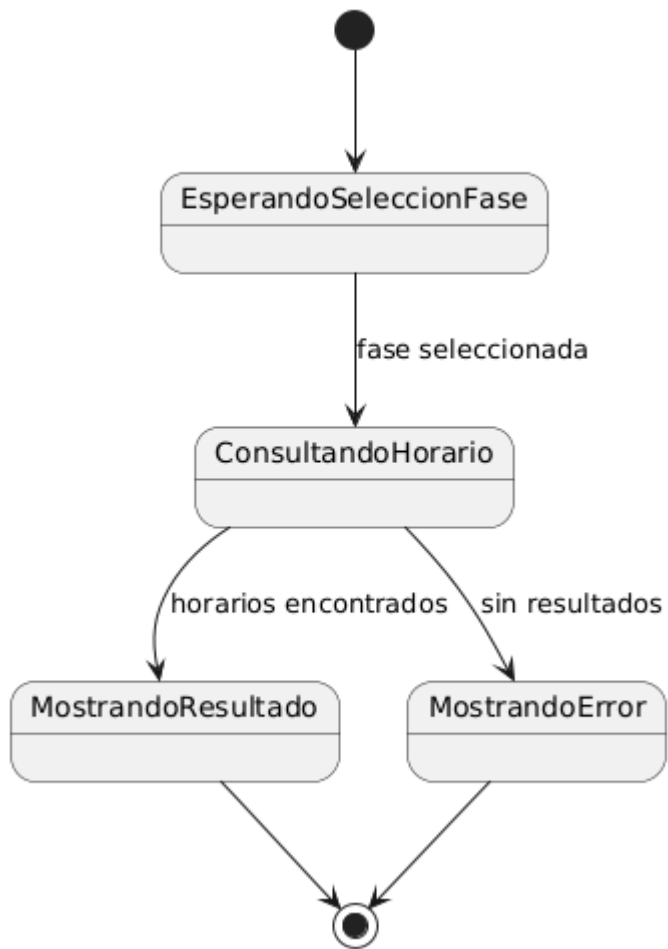 EsperandoSeleccionFase
fase seleccionada
ConsultandoHorario
horarios encontrados
sin resultados
MostrandoResultado
MostrandoError